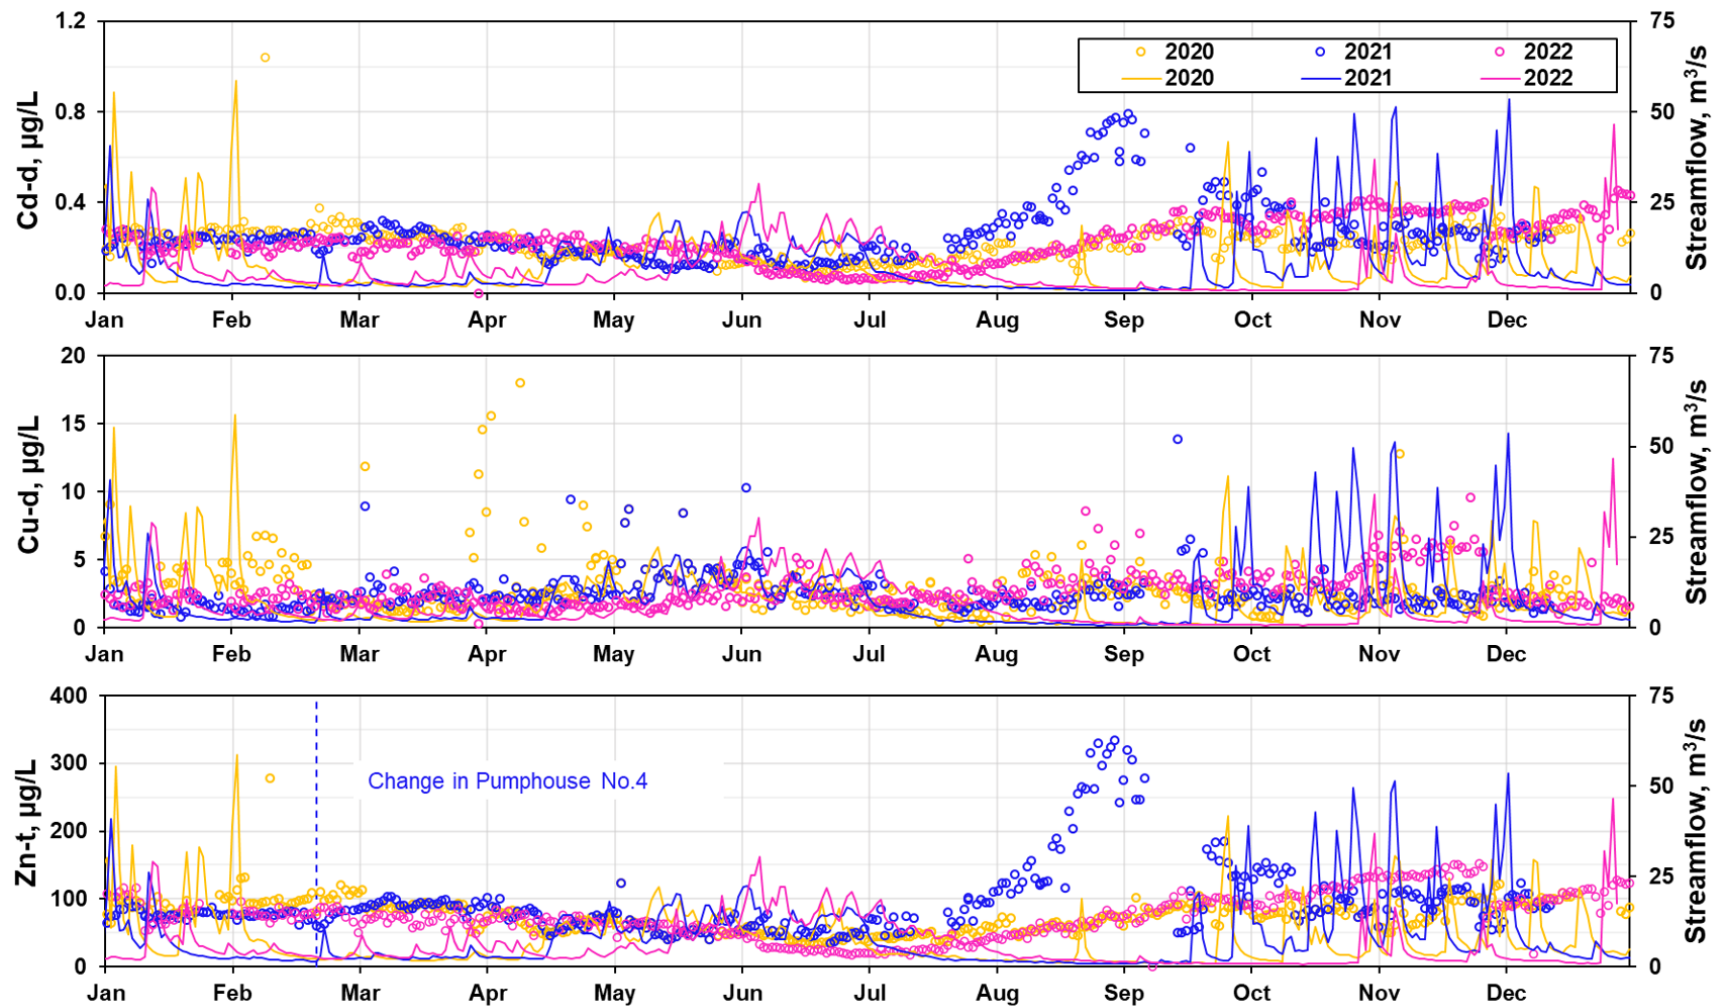 1.2
0.8
0.4
0.0
Cd-d, µg/L
75
50
25
0
Streamflow, m³/s
2020 2021 2022
2020 2021 2022
Jan Feb Mar Apr May Jun Jul Aug Sep Oct Nov Dec
20
15
10
5
0
Cu-d, µg/L
75
50
25
0
Streamflow, m³/s
Jan Feb Mar Apr May Jun Jul Aug Sep Oct Nov Dec
400
300
200
100
0
Zn-t, µg/L
75
50
25
0
Streamflow, m³/s
Change in Pumphouse No.4
Jan Feb Mar Apr May Jun Jul Aug Sep Oct Nov Dec